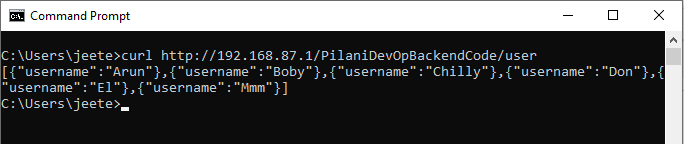 Command Prompt
C:\Users\jeete>curl http://192.168.87.1/PilaniDevOpBackendCode/user
[{"username":"Arun"},{"username":"Boby"},{"username":"Chilly"},{"username":"Don"},{
"username":"El"},{"username":"Mmm"}]
C:\Users\jeete>